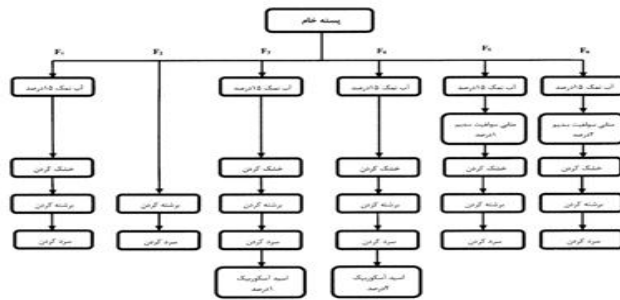 پسته خام
F₁ F₂ F₃ F₄ F₅ F₆
آب نمک ۱۵درصد آب نمک ۱۵درصد آب نمک ۱۵درصد آب نمک ۱۵درصد آب نمک ۱۵درصد
متابی سولفیت سدیم متابی سولفیت سدیم
۱درصد ۲درصد
خشک کردن خشک کردن خشک کردن خشک کردن خشک کردن
برشته کردن برشته کردن برشته کردن برشته کردن برشته کردن برشته کردن
سرد کردن سرد کردن سرد کردن سرد کردن سرد کردن سرد کردن
اسید آسکوربیک اسید آسکوربیک
۱درصد ۲درصد